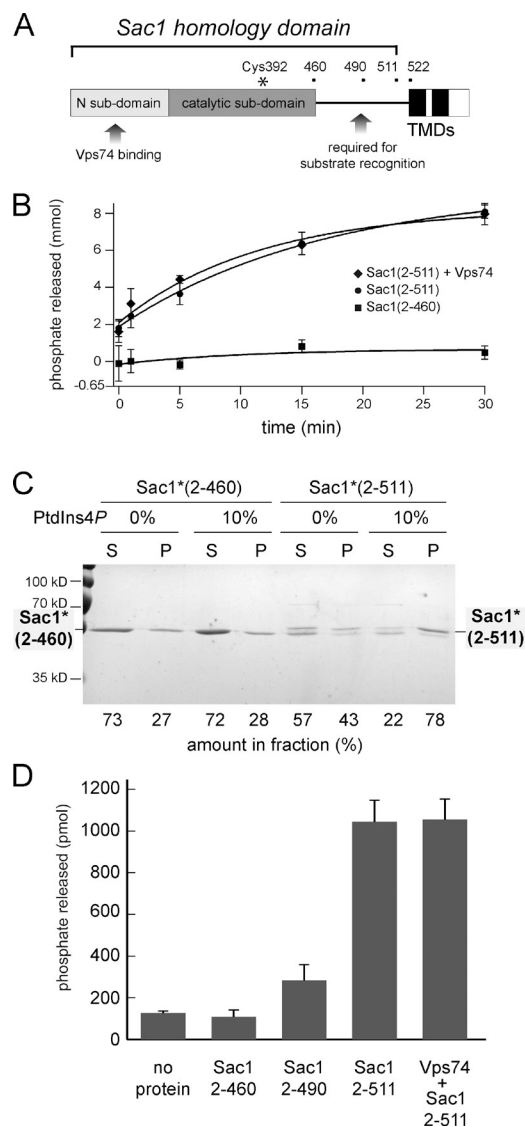 A
Sac1 homology domain
Cys392 460 490 511 522
*
N sub-domain catalytic sub-domain
TMDs
Vps74 binding
required for
substrate recognition
B
phosphate released (mmol)
8
6
4
2
0
-0.65
Sac1(2-511) + Vps74
Sac1(2-511)
Sac1(2-460)
0 5 10 15 20 25 30
time (min)
C
Sac1*(2-460) Sac1*(2-511)
PtdIns4P 0% 10% 0% 10%
S P S P S P S P
100 kD
70 kD
Sac1*
(2-460)
Sac1*
(2-511)
35 kD
73 27 72 28 57 43 22 78
amount in fraction (%)
D
phosphate released (pmol)
1200
1000
800
600
400
200
0
no
protein
Sac1
2-460
Sac1
2-490
Sac1
2-511
Vps74
+
Sac1
2-511